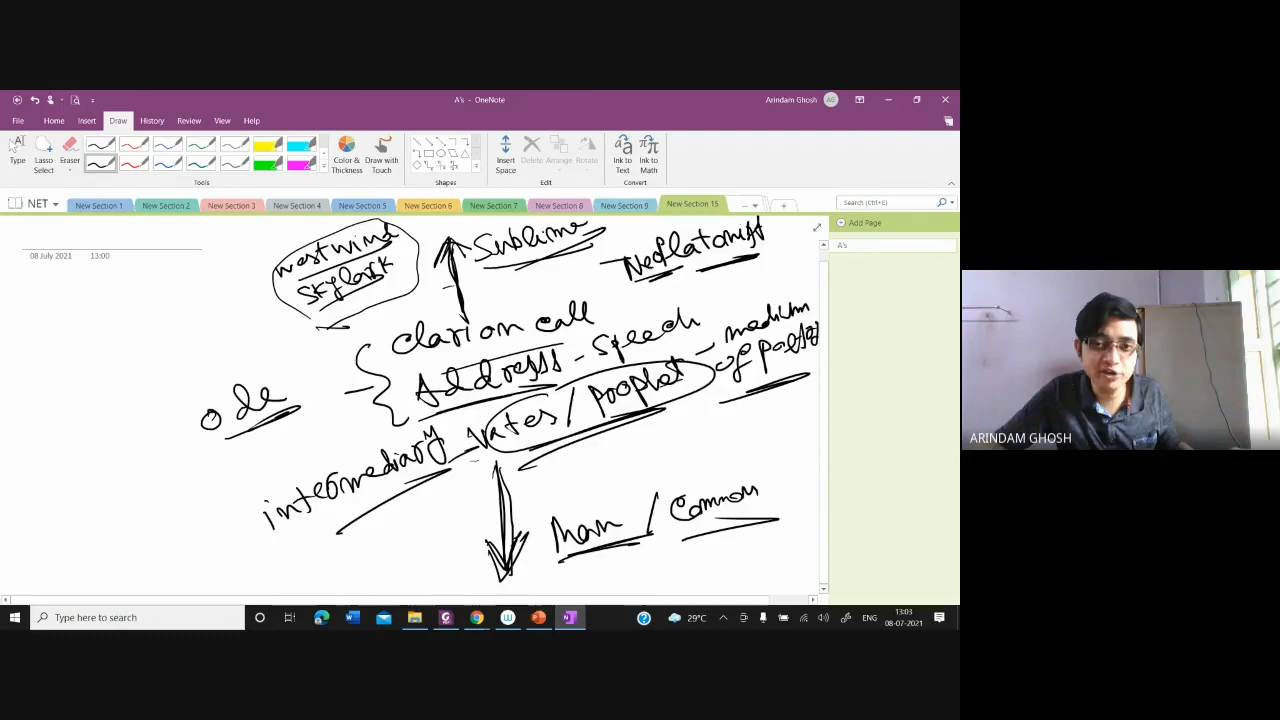 A's - OneNote
Arindam Ghosh
AG
File Home Insert Draw History Review View Help
Type
Lasso Select
Eraser
Color & Thickness
Draw with Touch
Insert Space
Delete
Arrange
Rotate
Ink to Text
Ink to Math
Tools
Shapes
Edit
Convert
NET
New Section 1 New Section 2 New Section 3 New Section 4 New Section 5 New Section 6 New Section 7 New Section 8 New Section 9 New Section 15
Search (Ctrl+E)
Add Page
A's
08 July 2021 13:00
westwind
skylark
Sublime
Neoplatonist
clarion call
Address - Speech
ode
vates / Poophet - medium
of
intermediary
Man / Common
ARINDAM GHOSH
Type here to search
29°C
ENG
13:03
08-07-2021